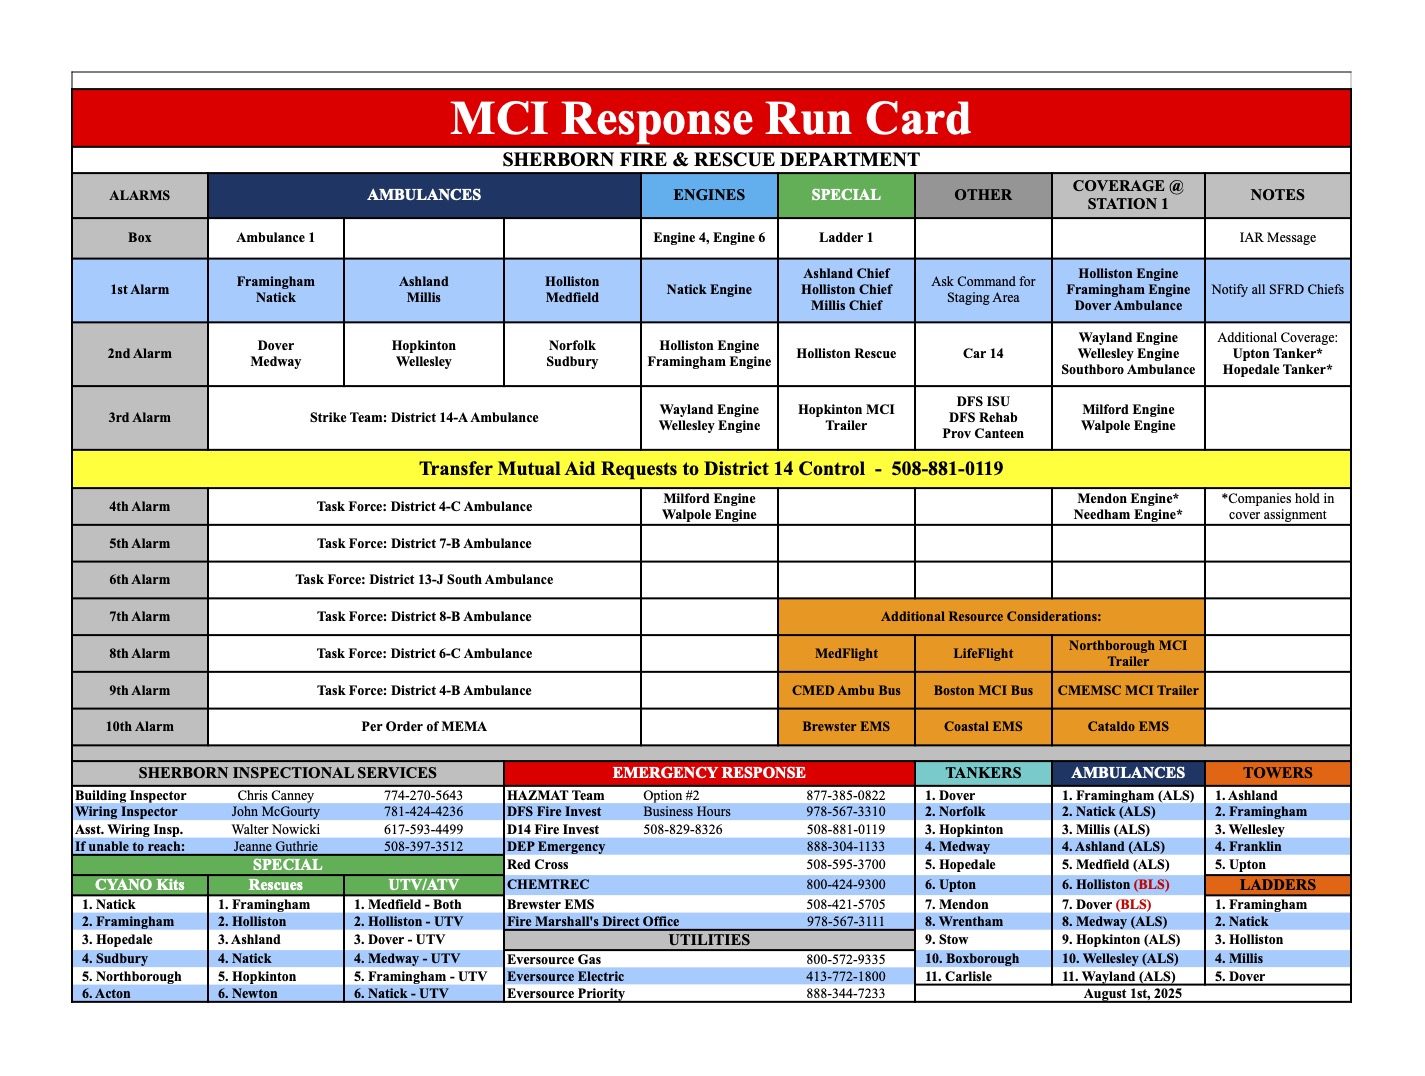 MCI Response Run Card
SHERBORN FIRE & RESCUE DEPARTMENT
ALARMS AMBULANCES ENGINES SPECIAL OTHER COVERAGE @ STATION 1 NOTES
Box Ambulance 1 Engine 4, Engine 6 Ladder 1 IAR Message
1st Alarm
Framingham
Natick
Ashland
Millis
Holliston
Medfield
Natick Engine
Ashland Chief
Holliston Chief
Millis Chief
Ask Command for
Staging Area
Holliston Engine
Framingham Engine
Dover Ambulance
Notify all SFRD Chiefs
2nd Alarm
Dover
Medway
Hopkinton
Wellesley
Norfolk
Sudbury
Holliston Engine
Framingham Engine
Holliston Rescue
Car 14
Wayland Engine
Wellesley Engine
Southboro Ambulance
Additional Coverage:
Upton Tanker*
Hopedale Tanker*
3rd Alarm
Strike Team: District 14-A Ambulance
Wayland Engine
Wellesley Engine
Hopkinton MCI
Trailer
DFS ISU
DFS Rehab
Prov Canteen
Milford Engine
Walpole Engine
Transfer Mutual Aid Requests to District 14 Control - 508-881-0119
4th Alarm
Task Force: District 4-C Ambulance
Milford Engine
Walpole Engine
Mendon Engine*
Needham Engine*
*Companies hold in
cover assignment
5th Alarm Task Force: District 7-B Ambulance
6th Alarm Task Force: District 13-J South Ambulance
7th Alarm Task Force: District 8-B Ambulance Additional Resource Considerations:
8th Alarm Task Force: District 6-C Ambulance MedFlight LifeFlight Northborough MCI Trailer
9th Alarm Task Force: District 4-B Ambulance CMED Ambu Bus Boston MCI Bus CMEMSC MCI Trailer
10th Alarm Per Order of MEMA Brewster EMS Coastal EMS Cataldo EMS
SHERBORN INSPECTIONAL SERVICES
Building Inspector Chris Canney 774-270-5643
Wiring Inspector John McGourty 781-424-4236
Asst. Wiring Insp. Walter Nowicki 617-593-4499
If unable to reach: Jeanne Guthrie 508-397-3512
SPECIAL
CYANO Kits Rescues UTV/ATV
1. Natick 1. Framingham 1. Medfield - Both
2. Framingham 2. Holliston 2. Holliston - UTV
3. Hopedale 3. Ashland 3. Dover - UTV
4. Sudbury 4. Natick 4. Medway - UTV
5. Northborough 5. Hopkinton 5. Framingham - UTV
6. Acton 6. Newton 6. Natick - UTV
EMERGENCY RESPONSE
HAZMAT Team Option #2 877-385-0822
DFS Fire Invest Business Hours 978-567-3310
D14 Fire Invest 508-829-8326 508-881-0119
DEP Emergency 888-304-1133
Red Cross 508-595-3700
CHEMTREC 800-424-9300
Brewster EMS 508-421-5705
Fire Marshall's Direct Office 978-567-3111
UTILITIES
Eversource Gas 800-572-9335
Eversource Electric 413-772-1800
Eversource Priority 888-344-7233
TANKERS
1. Dover
2. Norfolk
3. Hopkinton
4. Medway
5. Hopedale
6. Upton
7. Mendon
8. Wrentham
9. Stow
10. Boxborough
11. Carlisle
AMBULANCES
1. Framingham (ALS)
2. Natick (ALS)
3. Millis (ALS)
4. Ashland (ALS)
5. Medfield (ALS)
6. Holliston (BLS)
7. Dover (BLS)
8. Medway (ALS)
9. Hopkinton (ALS)
10. Wellesley (ALS)
11. Wayland (ALS)
TOWERS
1. Ashland
2. Framingham
3. Wellesley
4. Franklin
5. Upton
LADDERS
1. Framingham
2. Natick
3. Holliston
4. Millis
5. Dover
August 1st, 2025